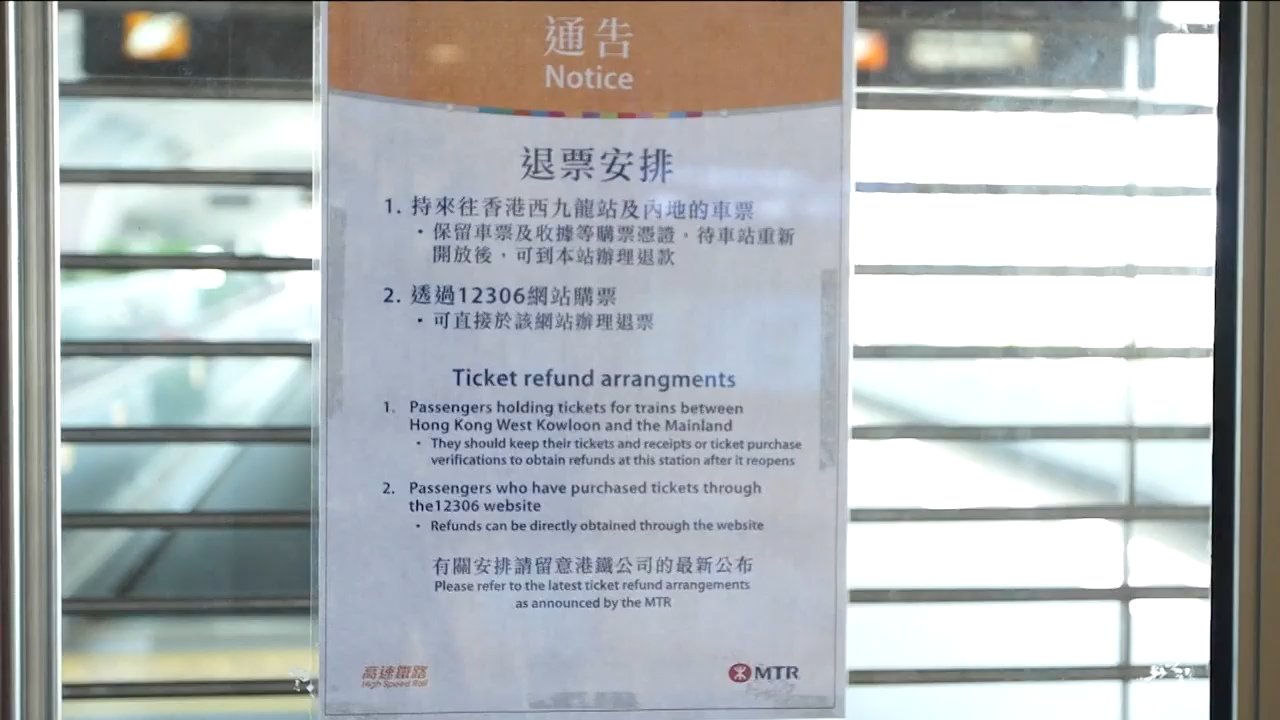 通告
Notice
退票安排
1. 持來往香港西九龍站及內地的車票
・保留車票及收據等購票憑證，待車站重新
開放後，可到本站辦理退款
2. 透過12306網站購票
・可直接於該網站辦理退票
Ticket refund arrangments
1. Passengers holding tickets for trains between
Hong Kong West Kowloon and the Mainland
• They should keep their tickets and receipts or ticket purchase
verifications to obtain refunds at this station after it reopens
2. Passengers who have purchased tickets through
the12306 website
• Refunds can be directly obtained through the website
有關安排請留意港鐵公司的最新公布
Please refer to the latest ticket refund arrangements
as announced by the MTR
高速鐵路
High Speed Rail
MTR